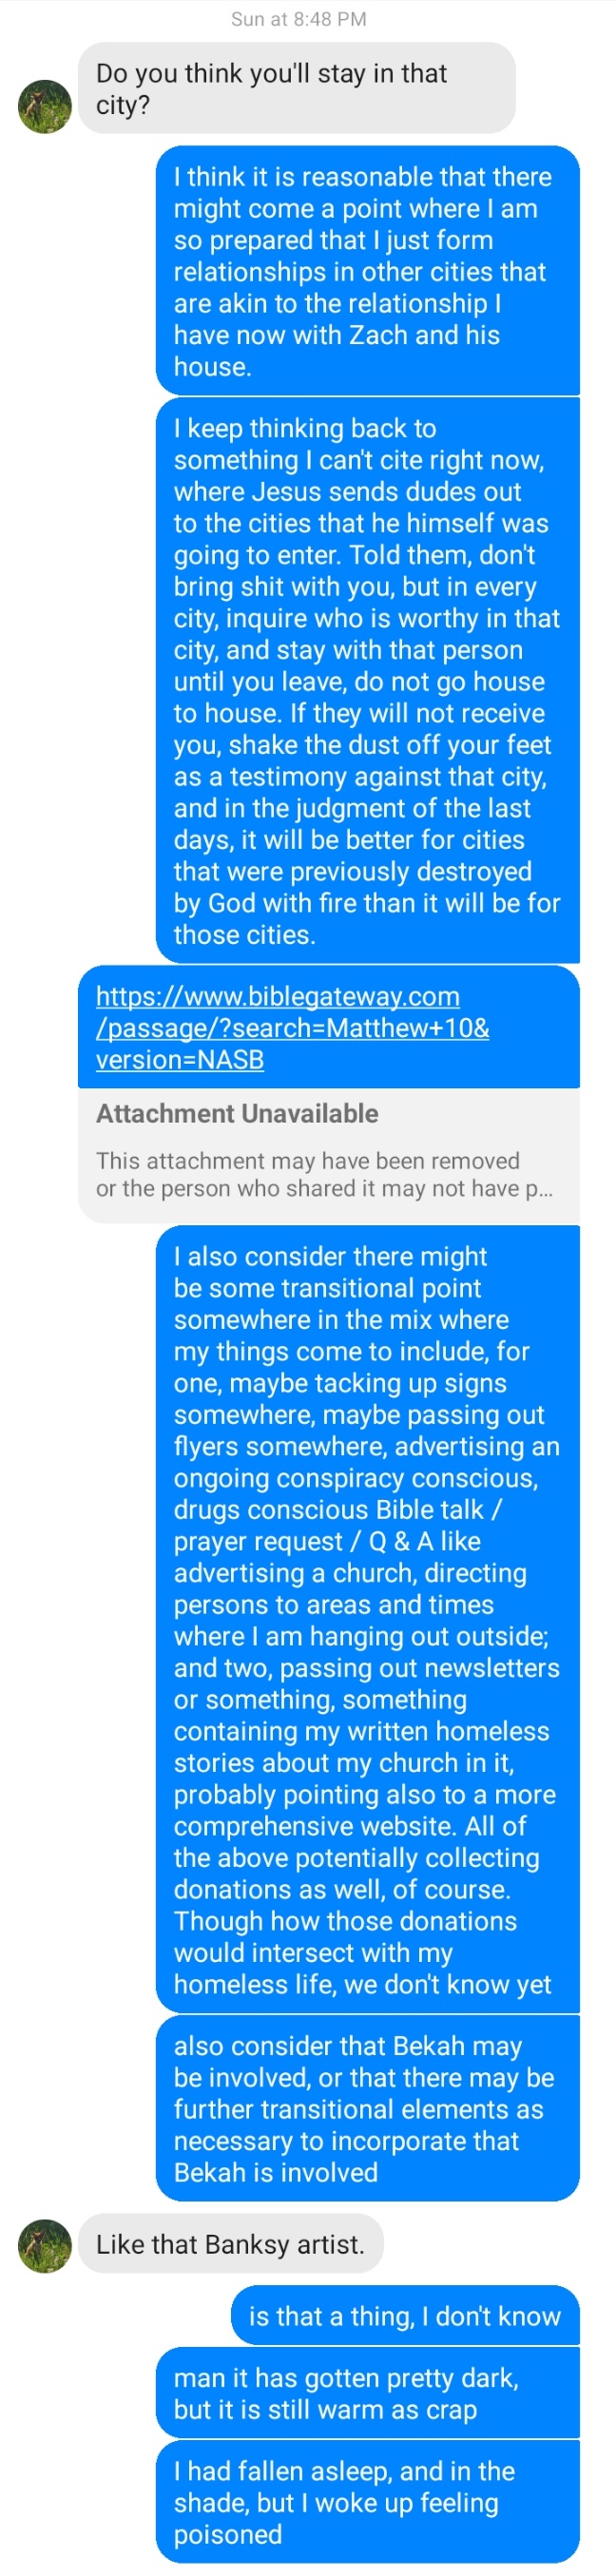 Sun at 8:48 PM
Do you think you'll stay in that
city?
I think it is reasonable that there
might come a point where I am
so prepared that I just form
relationships in other cities that
are akin to the relationship I
have now with Zach and his
house.
I keep thinking back to
something I can't cite right now,
where Jesus sends dudes out
to the cities that he himself was
going to enter. Told them, don't
bring shit with you, but in every
city, inquire who is worthy in that
city, and stay with that person
until you leave, do not go house
to house. If they will not receive
you, shake the dust off your feet
as a testimony against that city,
and in the judgment of the last
days, it will be better for cities
that were previously destroyed
by God with fire than it will be for
those cities.
https://www.biblegateway.com
/passage/?search=Matthew+10&
version=NASB
Attachment Unavailable
This attachment may have been removed
or the person who shared it may not have p...
I also consider there might
be some transitional point
somewhere in the mix where
my things come to include, for
one, maybe tacking up signs
somewhere, maybe passing out
flyers somewhere, advertising an
ongoing conspiracy conscious,
drugs conscious Bible talk /
prayer request / Q & A like
advertising a church, directing
persons to areas and times
where I am hanging out outside;
and two, passing out newsletters
or something, something
containing my written homeless
stories about my church in it,
probably pointing also to a more
comprehensive website. All of
the above potentially collecting
donations as well, of course.
Though how those donations
would intersect with my
homeless life, we don't know yet
also consider that Bekah may
be involved, or that there may be
further transitional elements as
necessary to incorporate that
Bekah is involved
Like that Banksy artist.
is that a thing, I don't know
man it has gotten pretty dark,
but it is still warm as crap
I had fallen asleep, and in the
shade, but I woke up feeling
poisoned